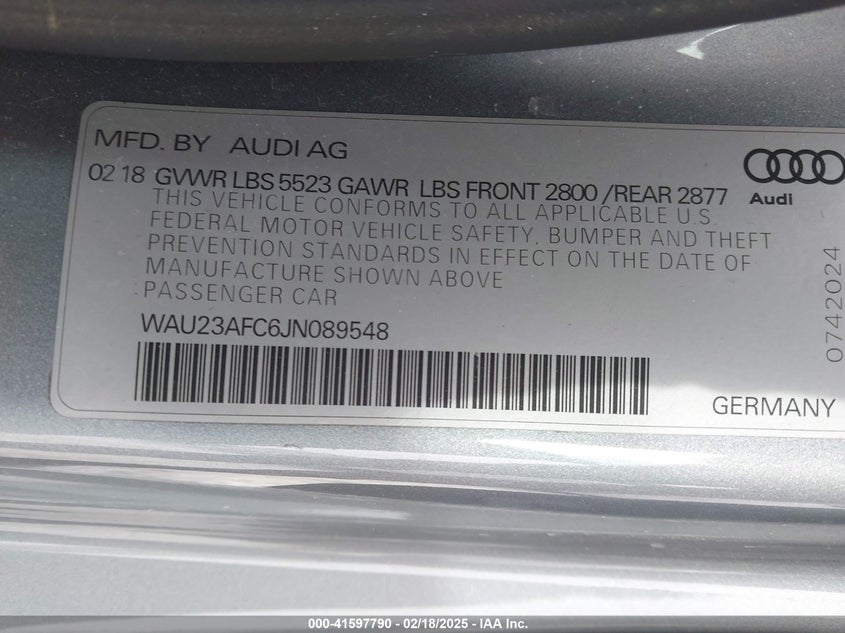 MFD. BY AUDI AG
02 18 GVWR LBS 5523 GAWR LBS FRONT 2800 /REAR 2877
THIS VEHICLE CONFORMS TO ALL APPLICABLE U.S.
FEDERAL MOTOR VEHICLE SAFETY, BUMPER AND THEFT
PREVENTION STANDARDS IN EFFECT ON THE DATE OF
MANUFACTURE SHOWN ABOVE
PASSENGER CAR
WAU23AFC6JN089548
Audi
0742024
GERMANY
000-41597790 - 02/18/2025 - IAA Inc.